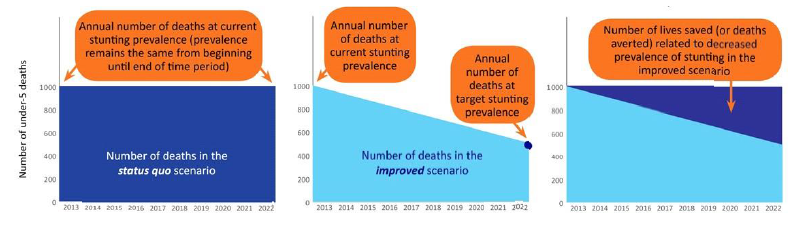 Annual number of deaths at current
stunting prevalence (prevalence
remains the same from beginning
until end of time period)
Number of under-5 deaths
1000
800
600
400
200
0
Number of deaths in the
status quo scenario
2013 2014 2015 2016 2017 2018 2019 2020 2021 2022
Annual number
of deaths at
current stunting
prevalence
Annual
number of
deaths at
target stunting
prevalence
1000
800
600
400
200
0
Number of deaths in the
improved scenario
2013 2014 2015 2016 2017 2018 2019 2020 2021 2022
Number of lives saved (or deaths
averted) related to decreased
prevalence of stunting in the
improved scenario
1000
800
600
400
200
0
2013 2014 2015 2016 2017 2018 2019 2020 2021 2022